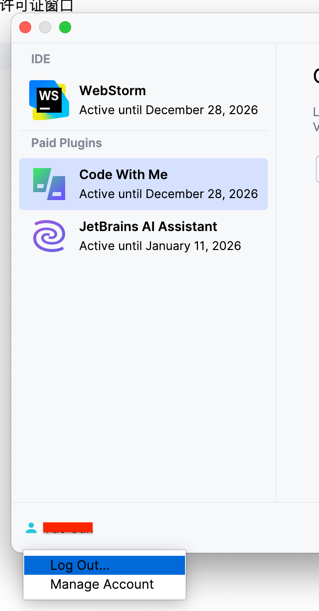 许可证窗口
IDE
WS
WebStorm
Active until December 28, 2026
Paid Plugins
Code With Me
Active until December 28, 2026
JetBrains AI Assistant
Active until January 11, 2026
Log Out...
Manage Account